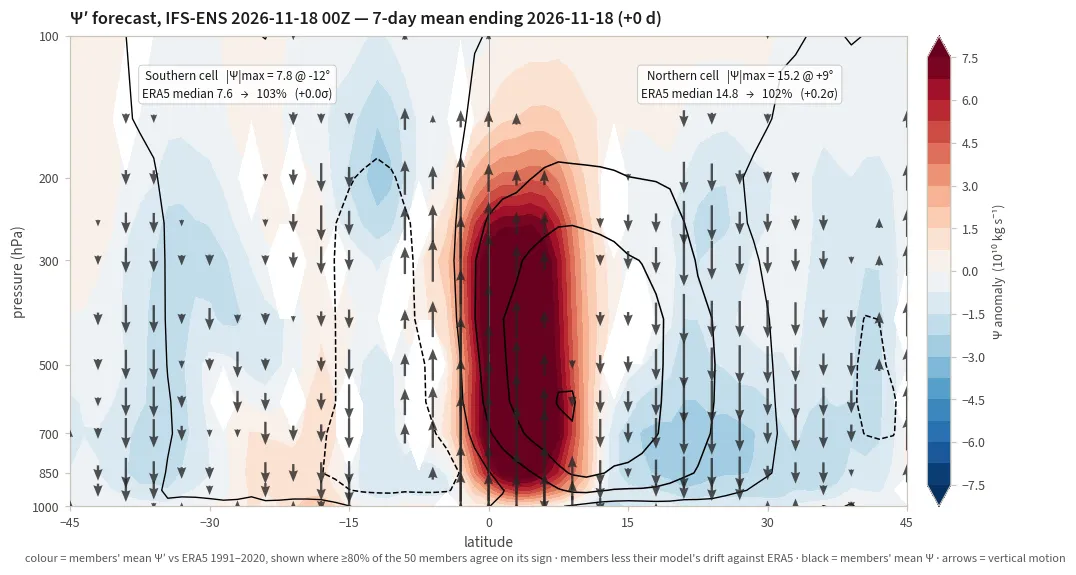 Ψ′ forecast, IFS-ENS 2026-11-18 00Z — 7-day mean ending 2026-11-18 (+0 d)
Southern cell |Ψ|max = 7.8 @ -12°
ERA5 median 7.6 → 103% (+0.0σ)
Northern cell |Ψ|max = 15.2 @ +9°
ERA5 median 14.8 → 102% (+0.2σ)
pressure (hPa)
100
200
300
400
500
700
850
1000
−45
−30
−15
0
15
30
45
latitude
7.5
6.0
4.5
3.0
1.5
0.0
−1.5
−3.0
−4.5
−6.0
−7.5
Ψ anomaly (10¹⁰ kg s⁻¹)
colour = members' mean Ψ′ vs ERA5 1991–2020, shown where ≥80% of the 50 members agree on its sign · members less their model's drift against ERA5 · black = members' mean Ψ · arrows = vertical motion